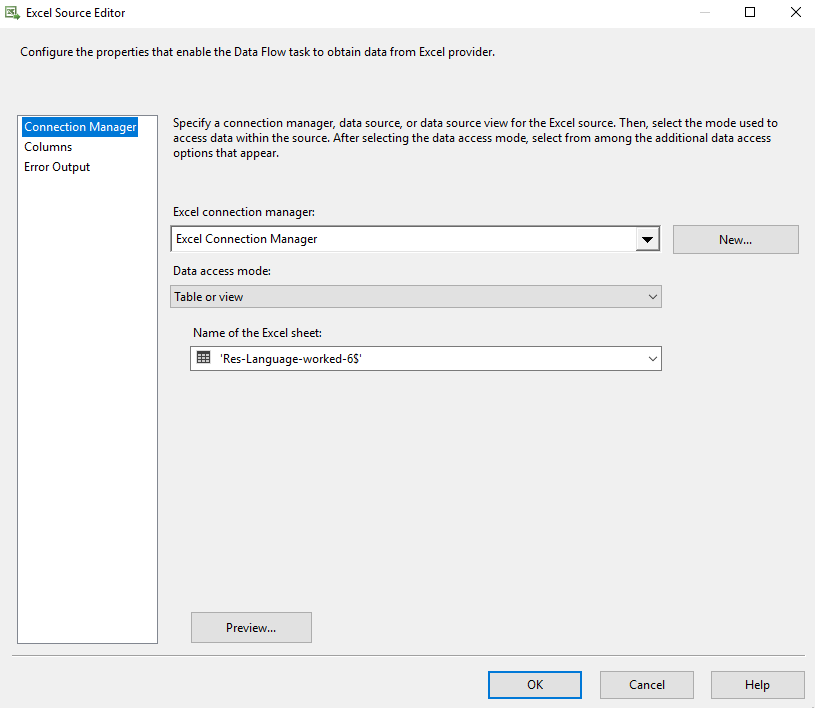 Excel Source Editor
Configure the properties that enable the Data Flow task to obtain data from Excel provider.
Connection Manager
Columns
Error Output
Specify a connection manager, data source, or data source view for the Excel source. Then, select the mode used to
access data within the source. After selecting the data access mode, select from among the additional data access
options that appear.
Excel connection manager:
Excel Connection Manager
New...
Data access mode:
Table or view
Name of the Excel sheet:
'Res-Language-worked-6$'
Preview...
OK
Cancel
Help